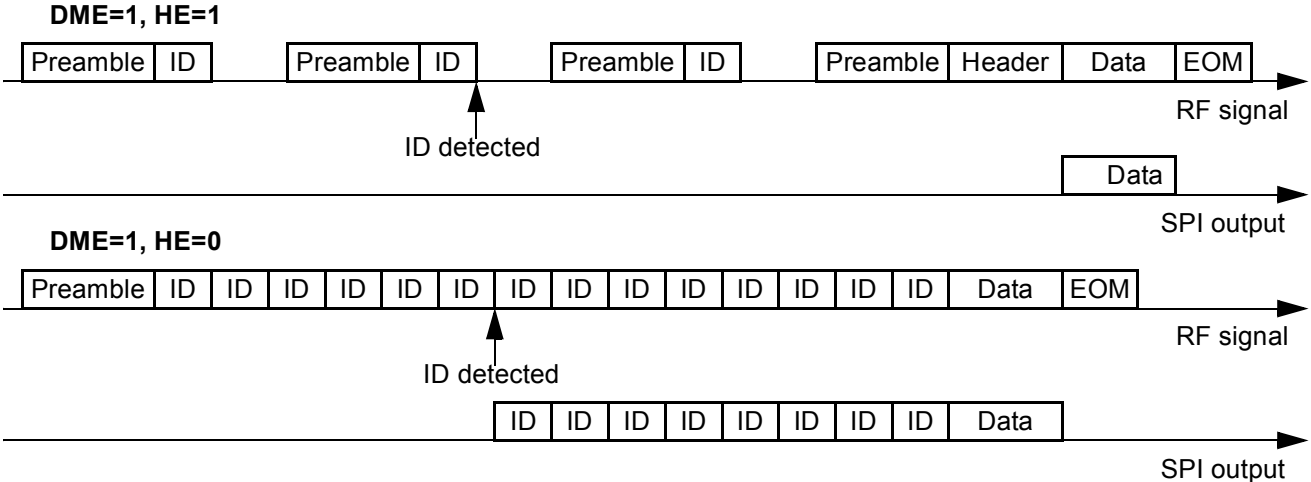 DME=1, HE=1
Preamble ID Preamble ID Preamble ID Preamble Header Data EOM
RF signal
ID detected
Data
SPI output
DME=1, HE=0
Preamble ID ID ID ID ID ID ID ID ID ID ID ID ID ID Data EOM
RF signal
ID detected
ID ID ID ID ID ID ID ID Data
SPI output